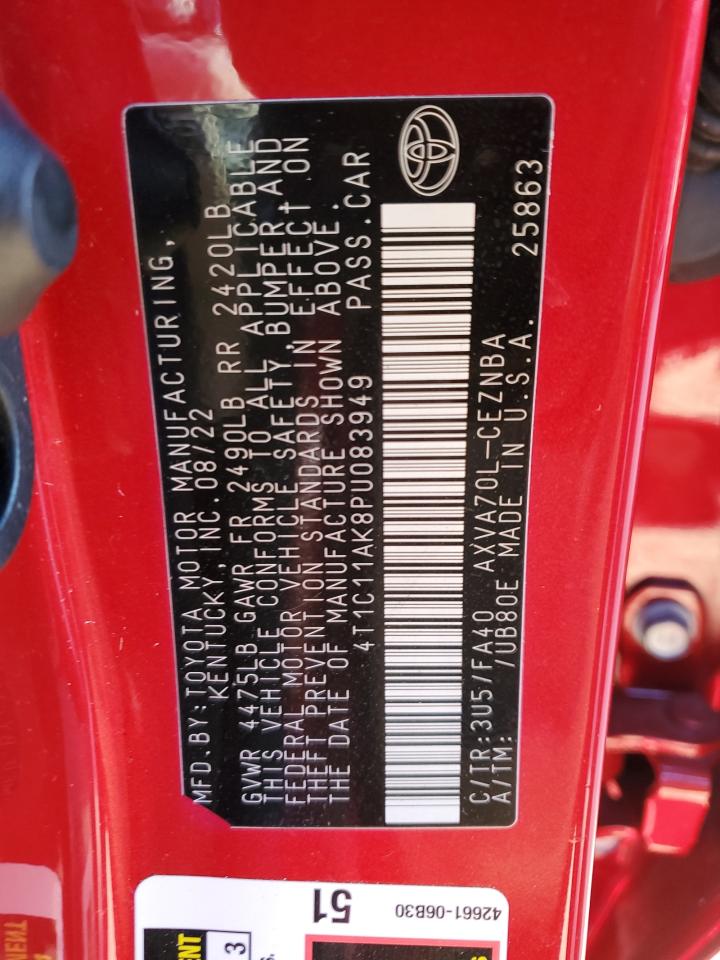 MFD.BY:TOYOTA MOTOR MANUFACTURING,
KENTUCKY, INC. 08/22
GVWR 4475LB GAWR FR 2490LB RR 2420LB
THIS VEHICLE CONFORMS TO ALL APPLICABLE
FEDERAL MOTOR VEHICLE SAFETY, BUMPER AND
THEFT PREVENTION STANDARDS IN EFFECT ON
THE DATE OF MANUFACTURE SHOWN ABOVE.
4T1C11AK8PU083949 PASS.CAR
C/TR:3U5/FA40 AXVA70L-CEZNBA
A/TM: /UB80E MADE IN U.S.A. 25863
42661-06B30
51
3